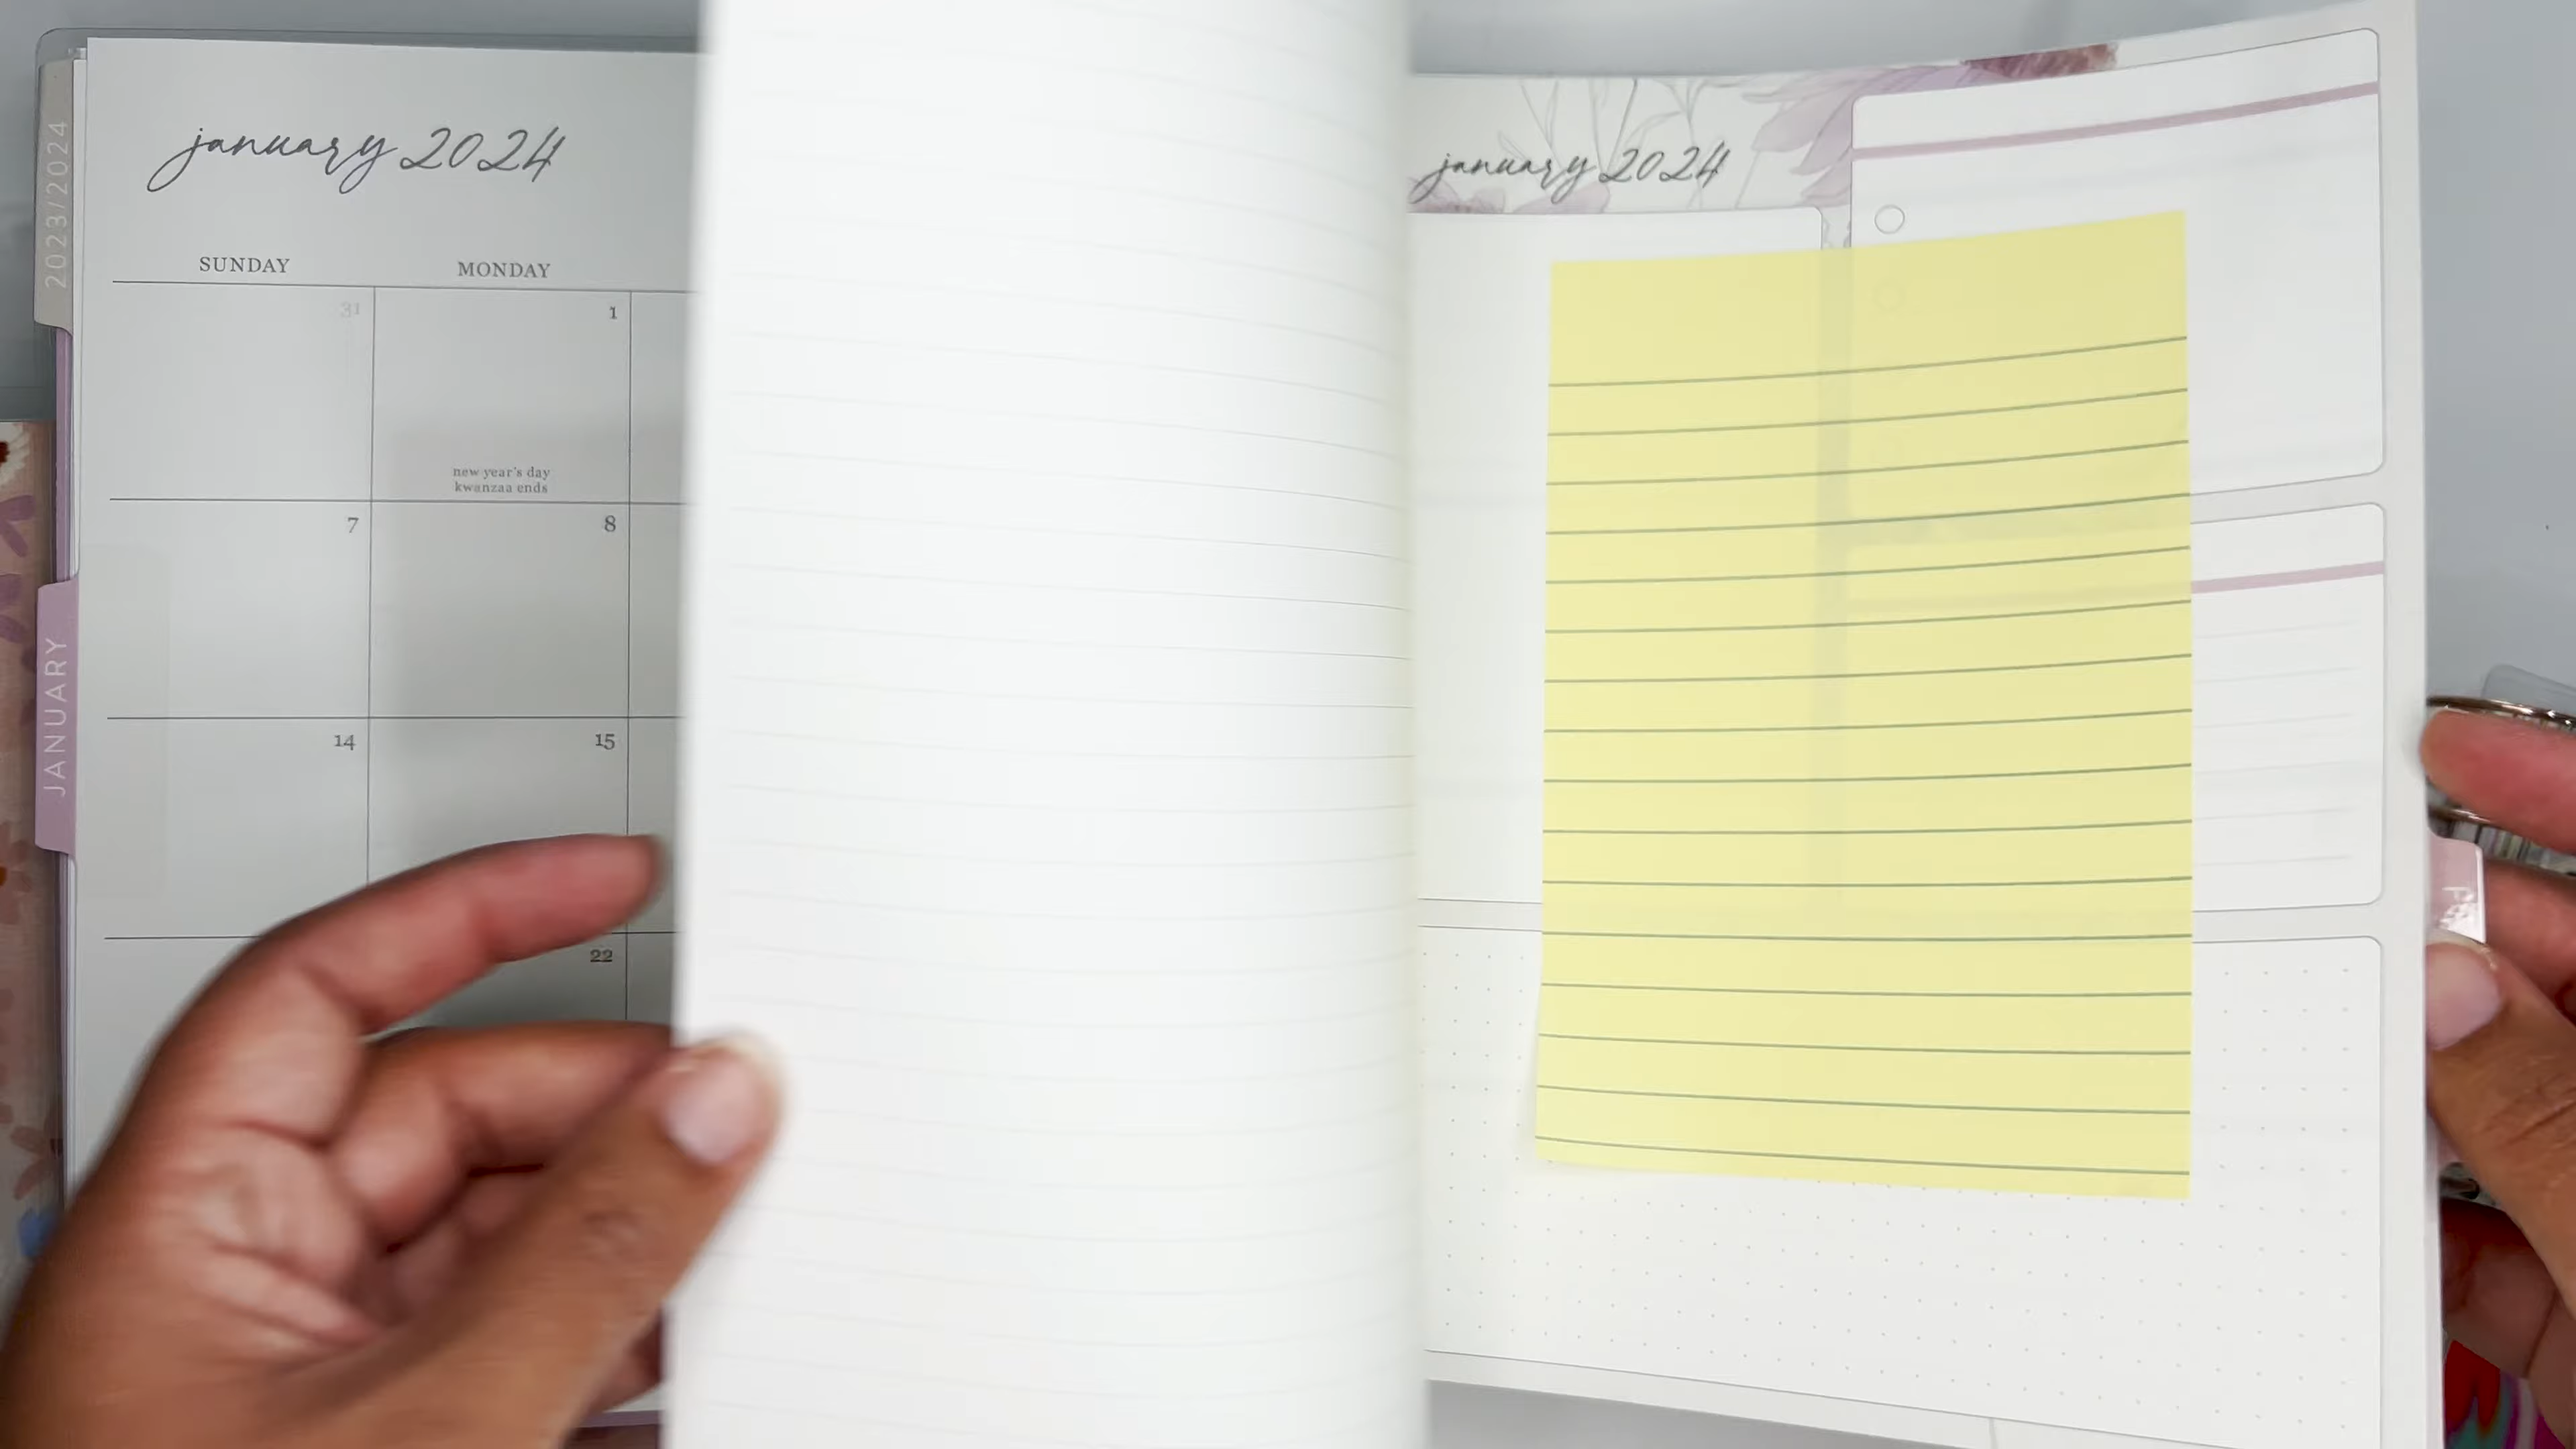 2023/2024
JANUARY
january 2024
SUNDAY MONDAY
31 1
new year's day
kwanzaa ends
7 8
14 15
22
january 2024